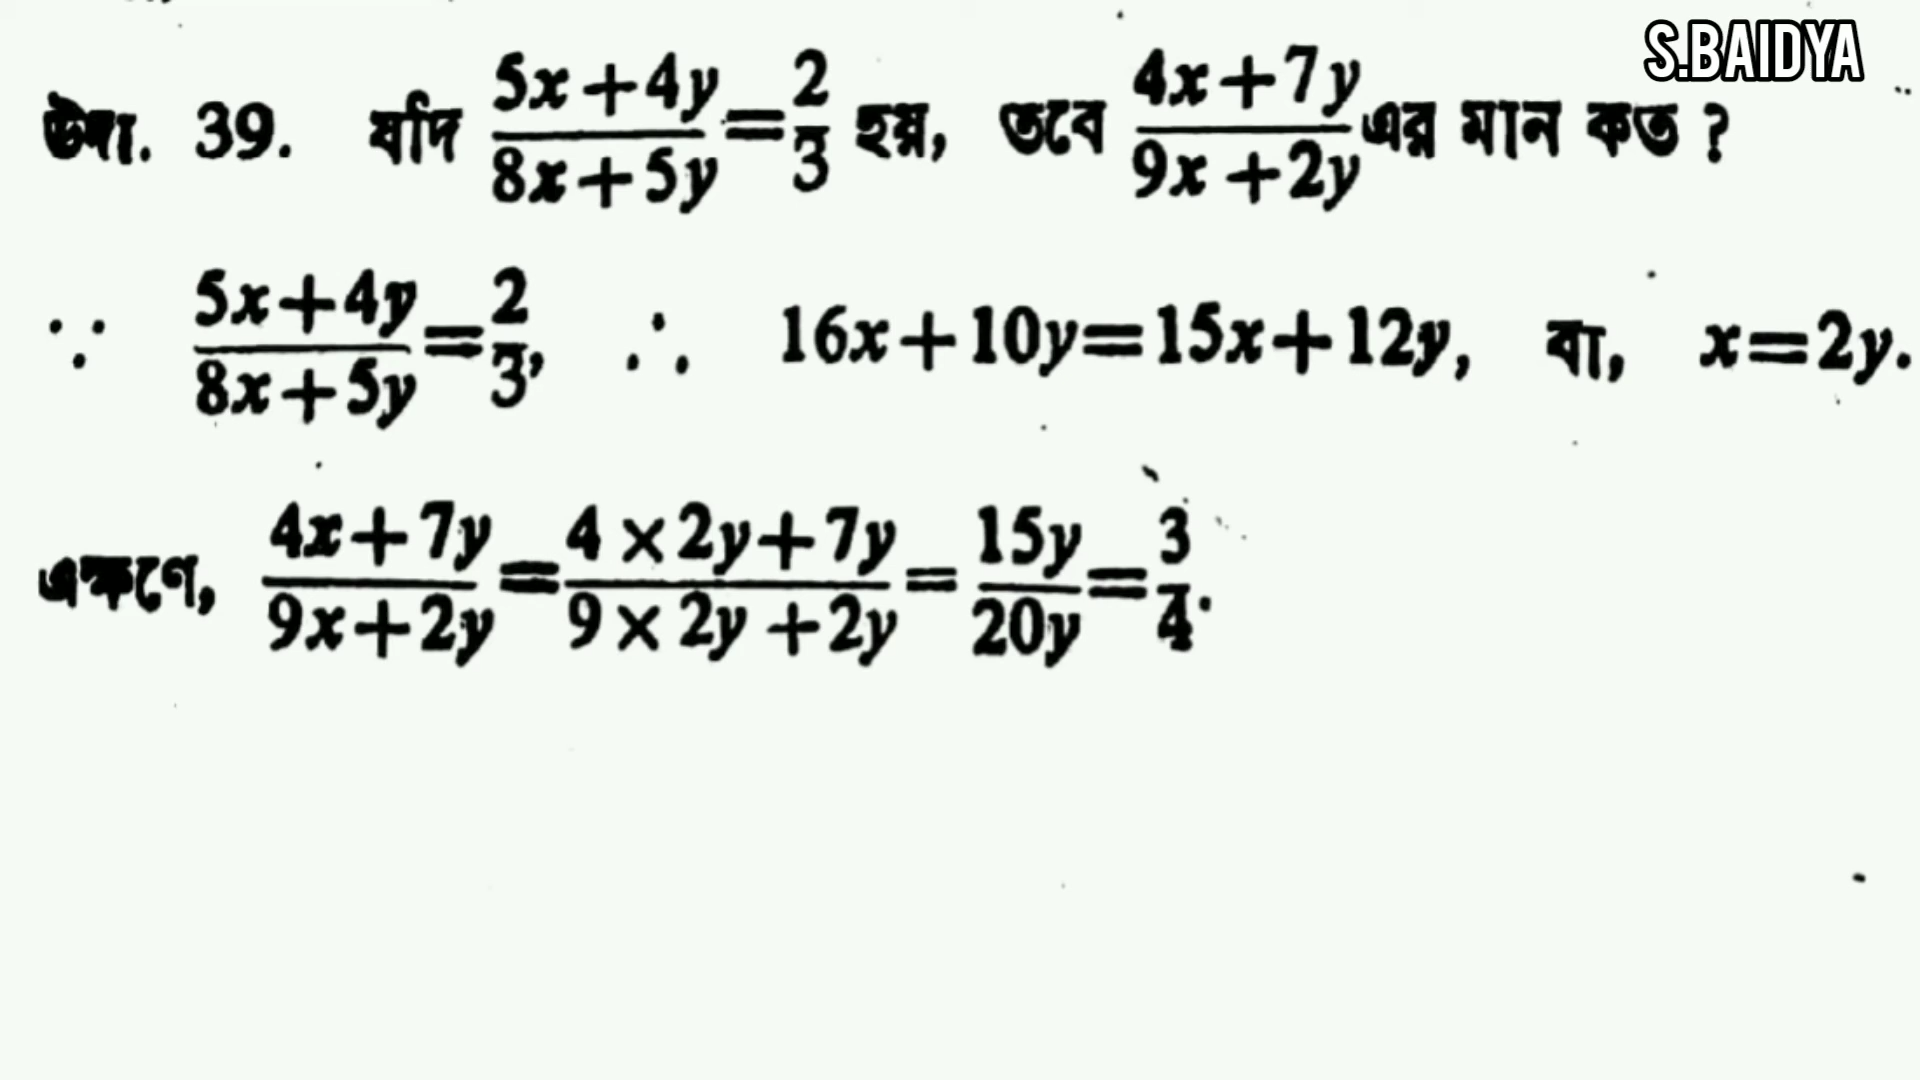 S.BAIDYA
উদা. 39. যদি (5x+4y)/(8x+5y)=2/3 হয়, তবে (4x+7y)/(9x+2y) এর মান কত ?
∵ (5x+4y)/(8x+5y)=2/3, ∴ 16x+10y=15x+12y, বা, x=2y.
এক্ষণে, (4x+7y)/(9x+2y)=(4×2y+7y)/(9×2y+2y)=15y/20y=3/4.